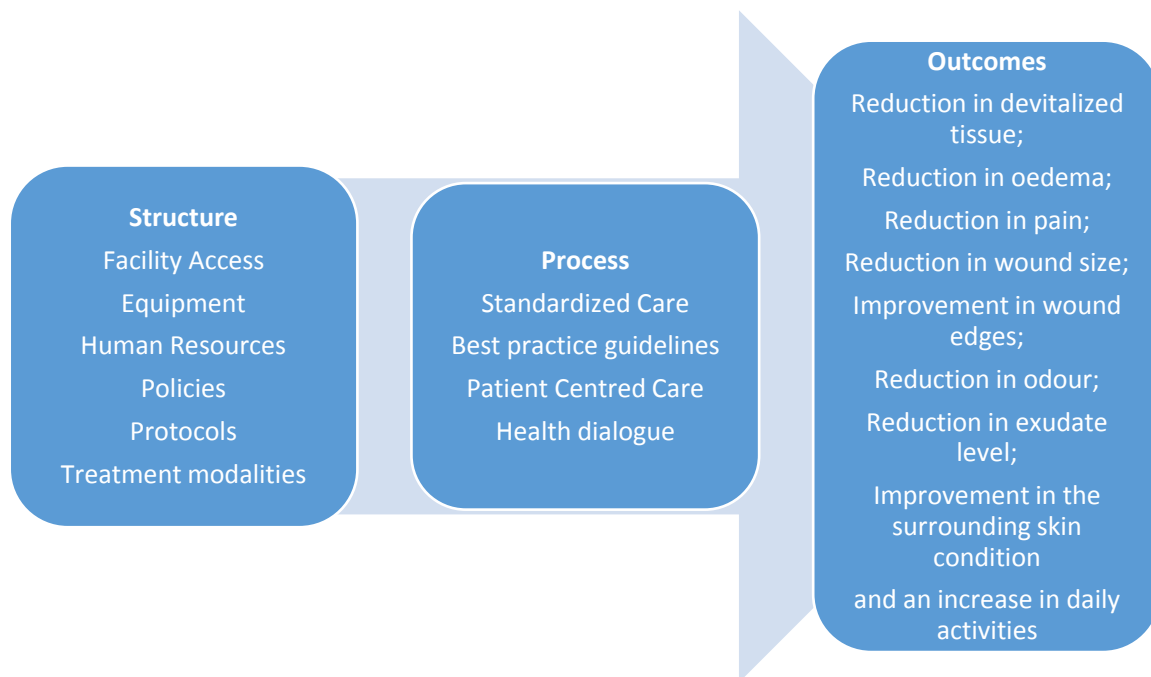 Structure
Facility Access
Equipment
Human Resources
Policies
Protocols
Treatment modalities
Process
Standardized Care
Best practice guidelines
Patient Centred Care
Health dialogue
Outcomes
Reduction in devitalized
tissue;
Reduction in oedema;
Reduction in pain;
Reduction in wound size;
Improvement in wound
edges;
Reduction in odour;
Reduction in exudate
level;
Improvement in the
surrounding skin
condition
and an increase in daily
activities